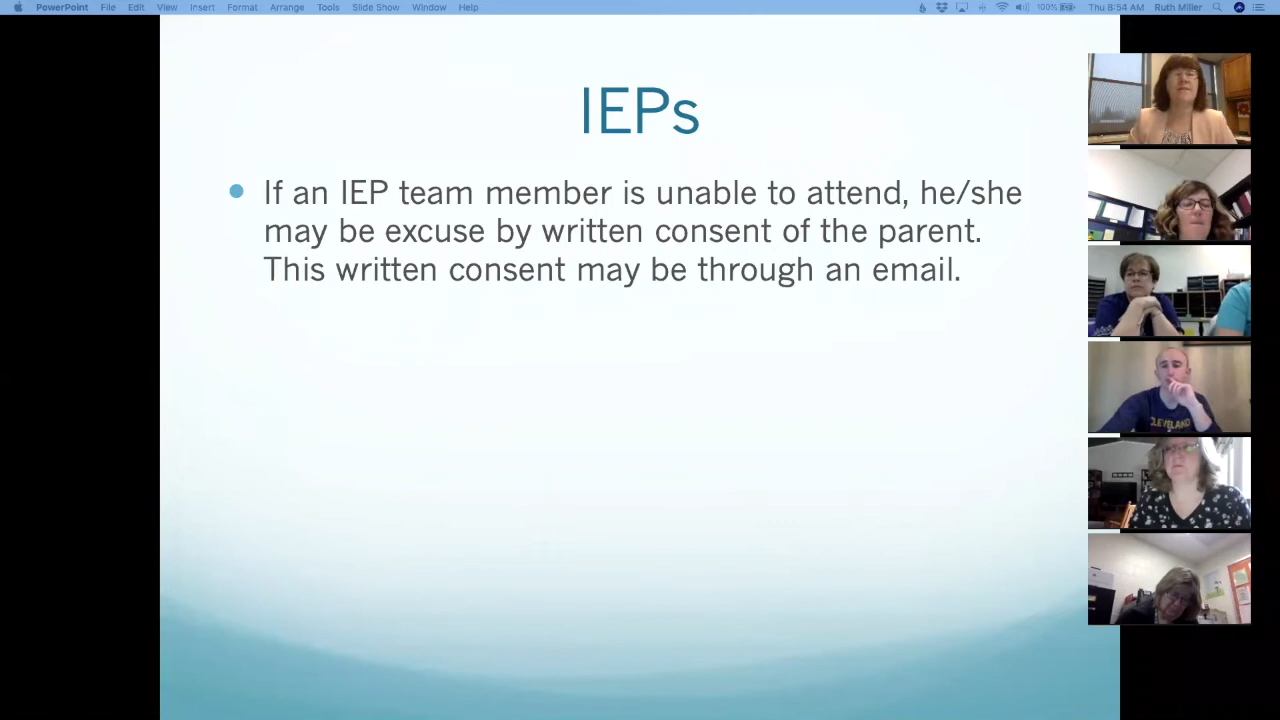 PowerPoint File Edit View Insert Format Arrange Tools Slide Show Window Help 100% Thu 8:54 AM Ruth Miller
IEPs
If an IEP team member is unable to attend, he/she
may be excuse by written consent of the parent.
This written consent may be through an email.
CLEVELAND